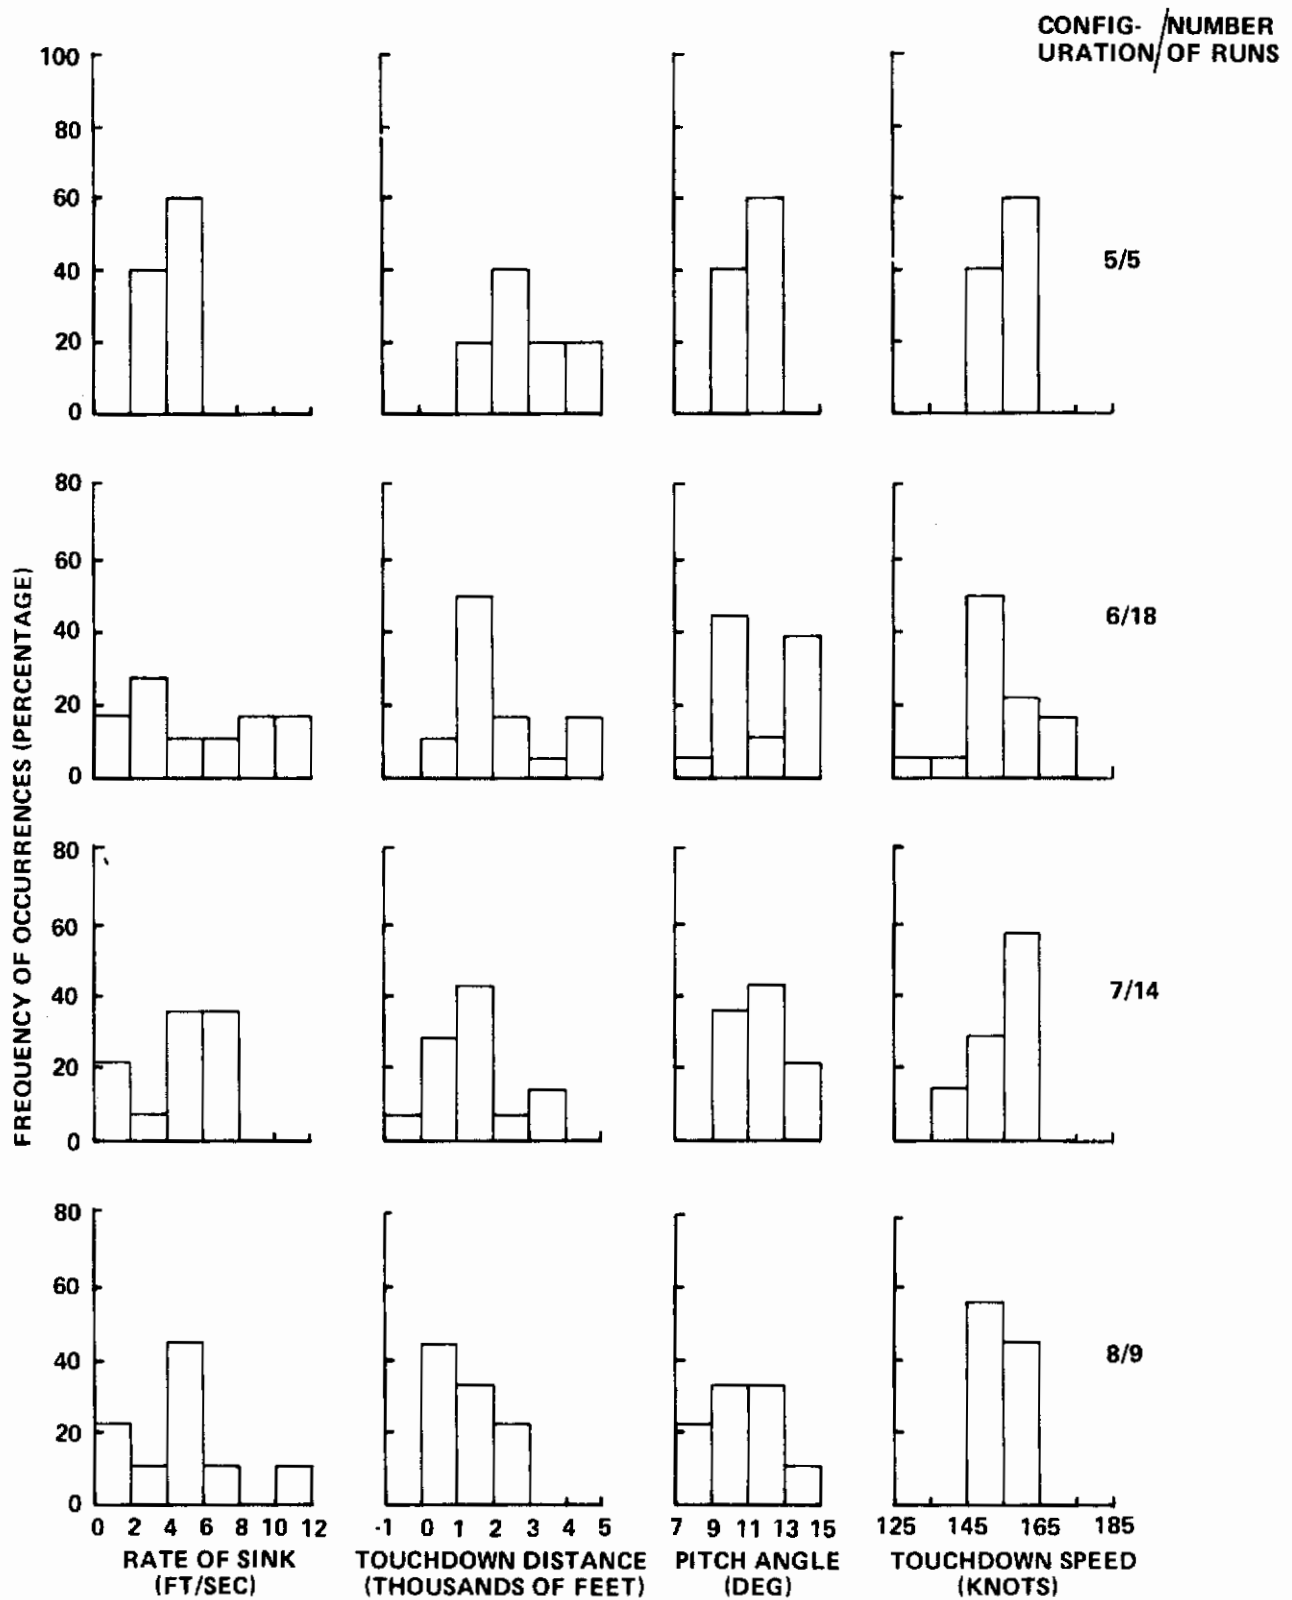 CONFIG- / NUMBER
URATION / OF RUNS
100
80
60
40
20
0
5/5
80
60
40
20
0
6/18
80
60
40
20
0
7/14
80
60
40
20
0
8/9
FREQUENCY OF OCCURRENCES (PERCENTAGE)
0 2 4 6 8 10 12
RATE OF SINK
(FT/SEC)
-1 0 1 2 3 4 5
TOUCHDOWN DISTANCE
(THOUSANDS OF FEET)
7 9 11 13 15
PITCH ANGLE
(DEG)
125 145 165 185
TOUCHDOWN SPEED
(KNOTS)